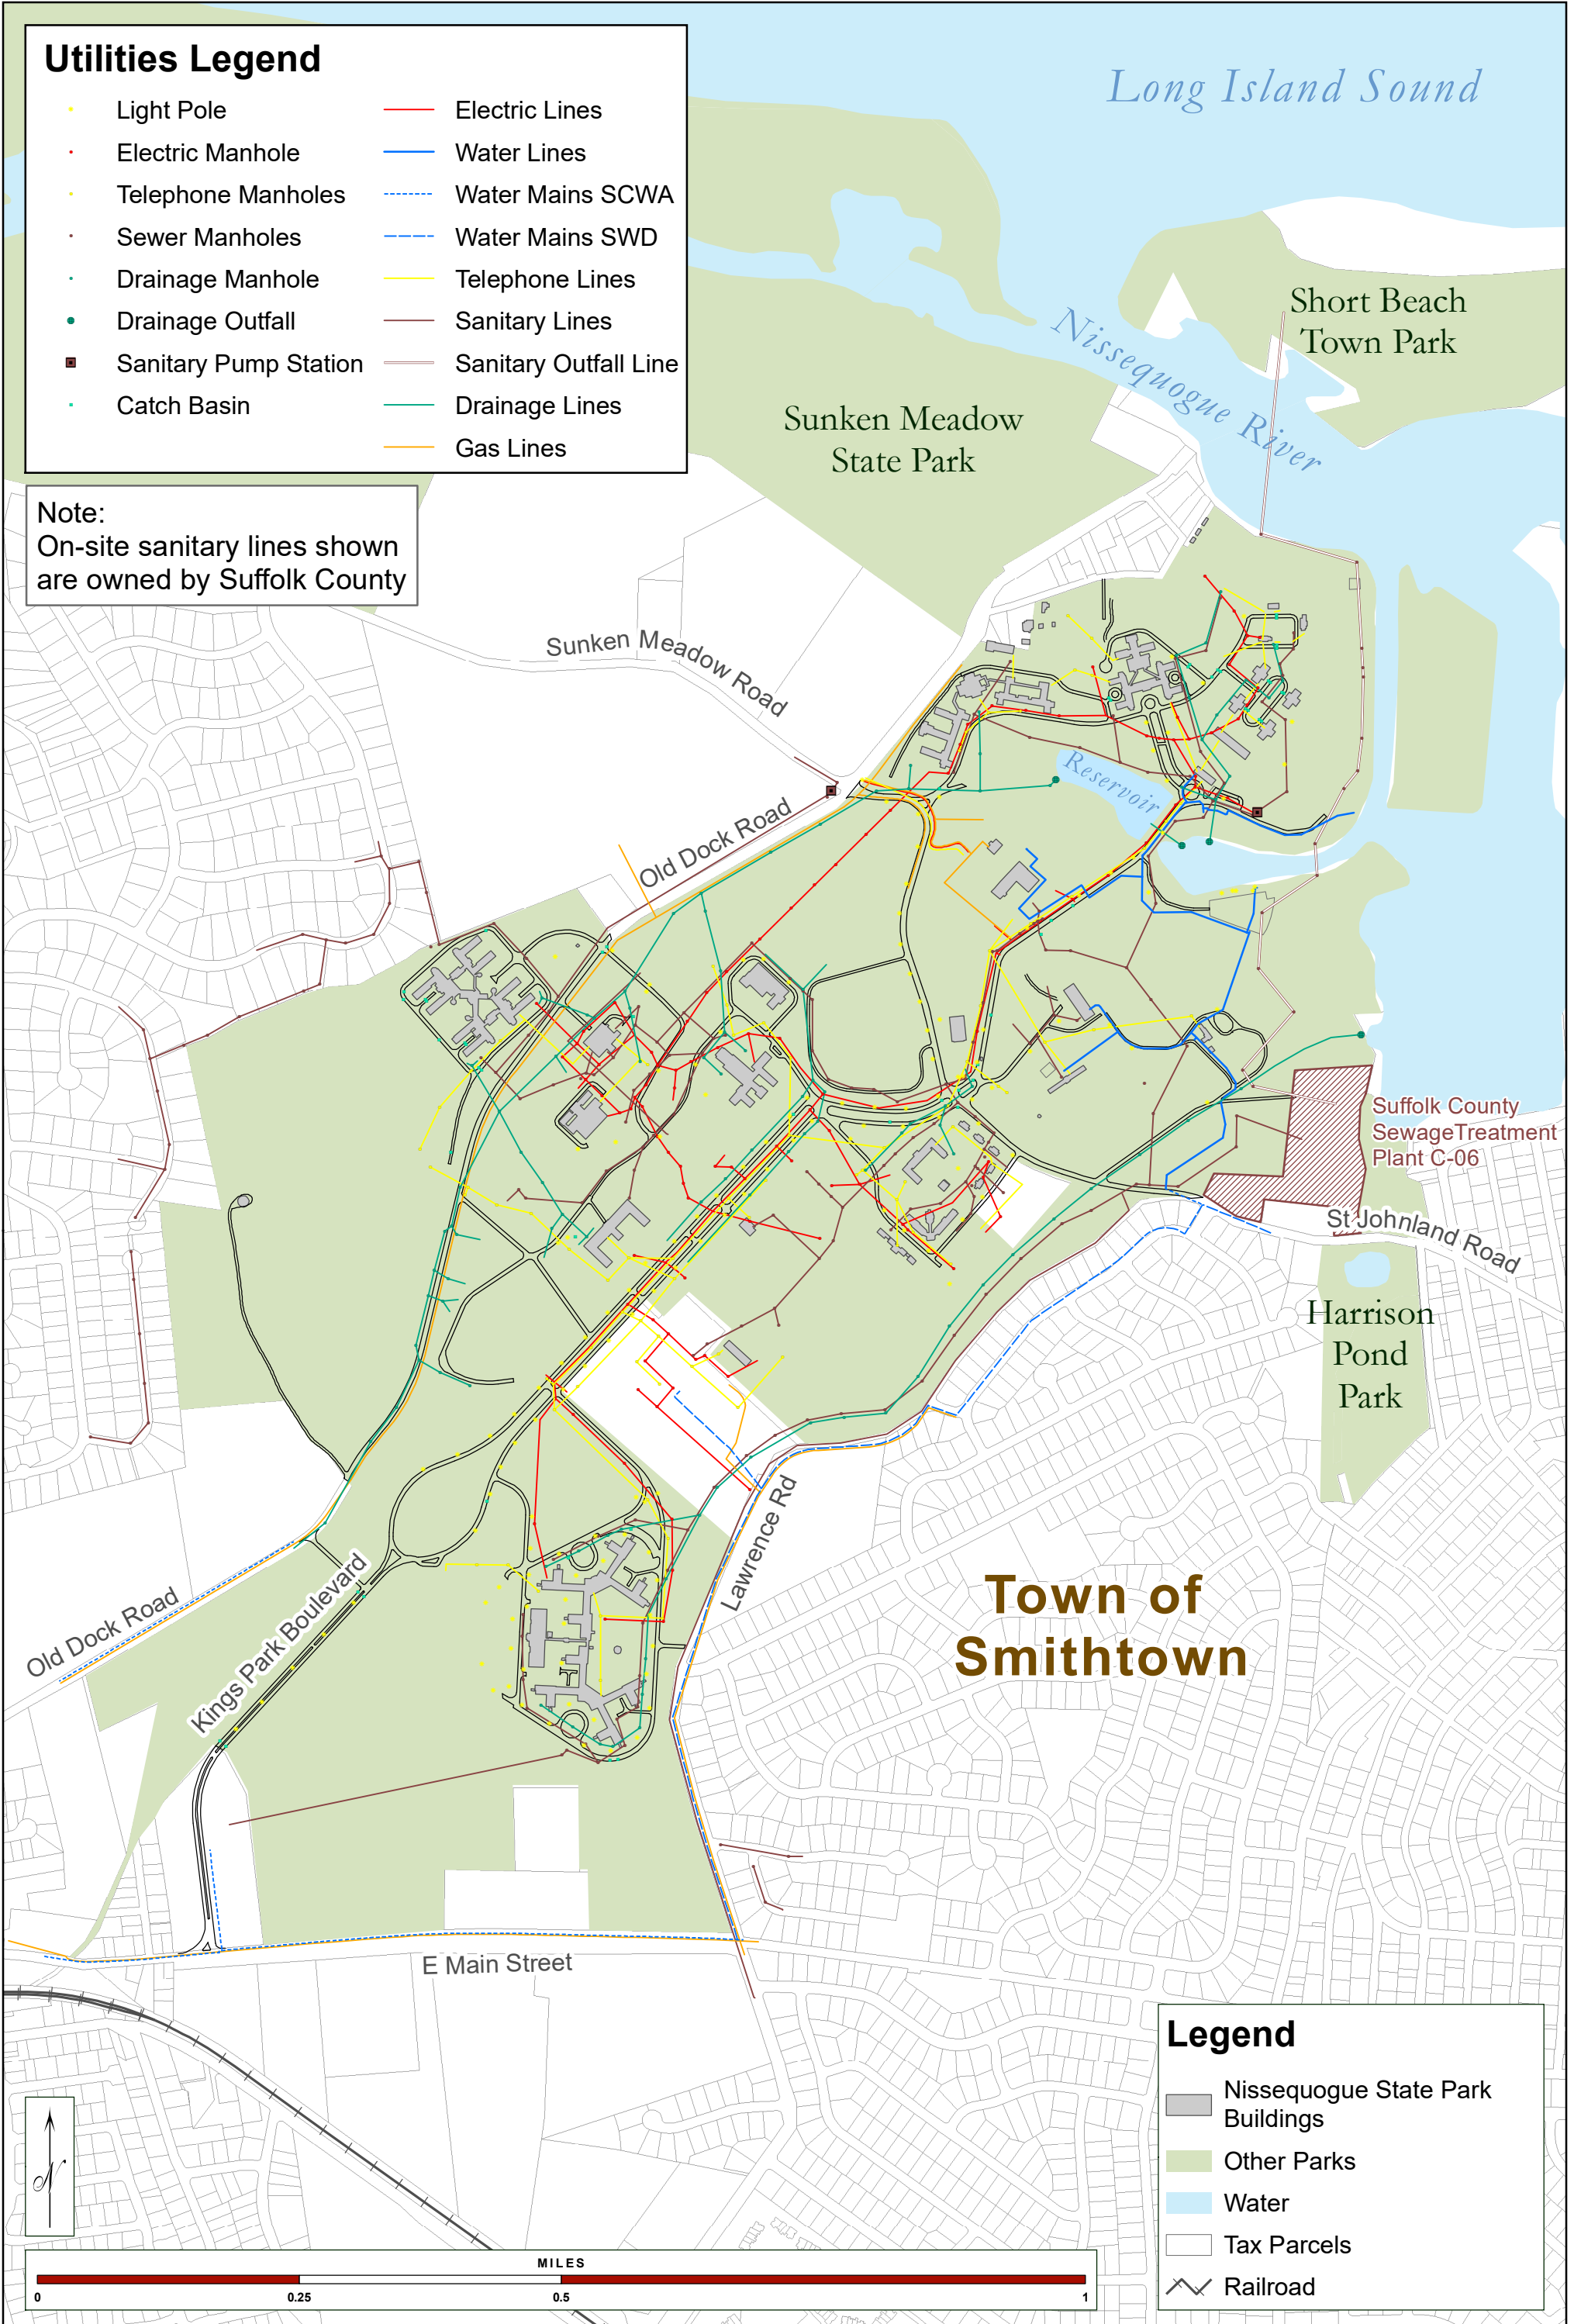 Utilities Legend
Light Pole
Electric Manhole
Telephone Manholes
Sewer Manholes
Drainage Manhole
Drainage Outfall
Sanitary Pump Station
Catch Basin
Electric Lines
Water Lines
Water Mains SCWA
Water Mains SWD
Telephone Lines
Sanitary Lines
Sanitary Outfall Line
Drainage Lines
Gas Lines
Note:
On-site sanitary lines shown
are owned by Suffolk County
Long Island Sound
Short Beach
Town Park
Nissequogue River
Sunken Meadow
State Park
Sunken Meadow Road
Reservoir
Old Dock Road
Suffolk County
SewageTreatment
Plant C-06
St Johnland Road
Harrison
Pond
Park
Lawrence Rd
Town of
Smithtown
Old Dock Road
Kings Park Boulevard
E Main Street
Legend
Nissequogue State Park
Buildings
Other Parks
Water
Tax Parcels
Railroad
N
MILES
0
0.25
0.5
1